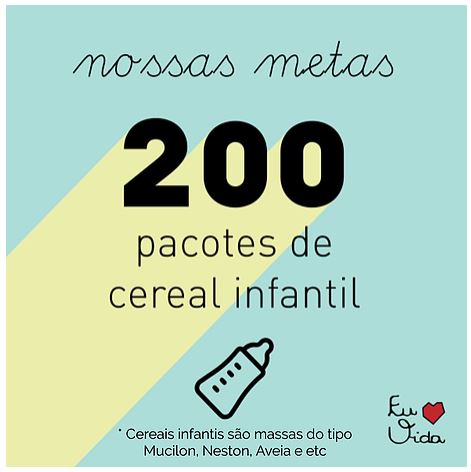 nossas metas
200
pacotes de
cereal infantil
* Cereais infantis são massas do tipo
Mucilon, Neston, Aveia e etc
Eu
Vida